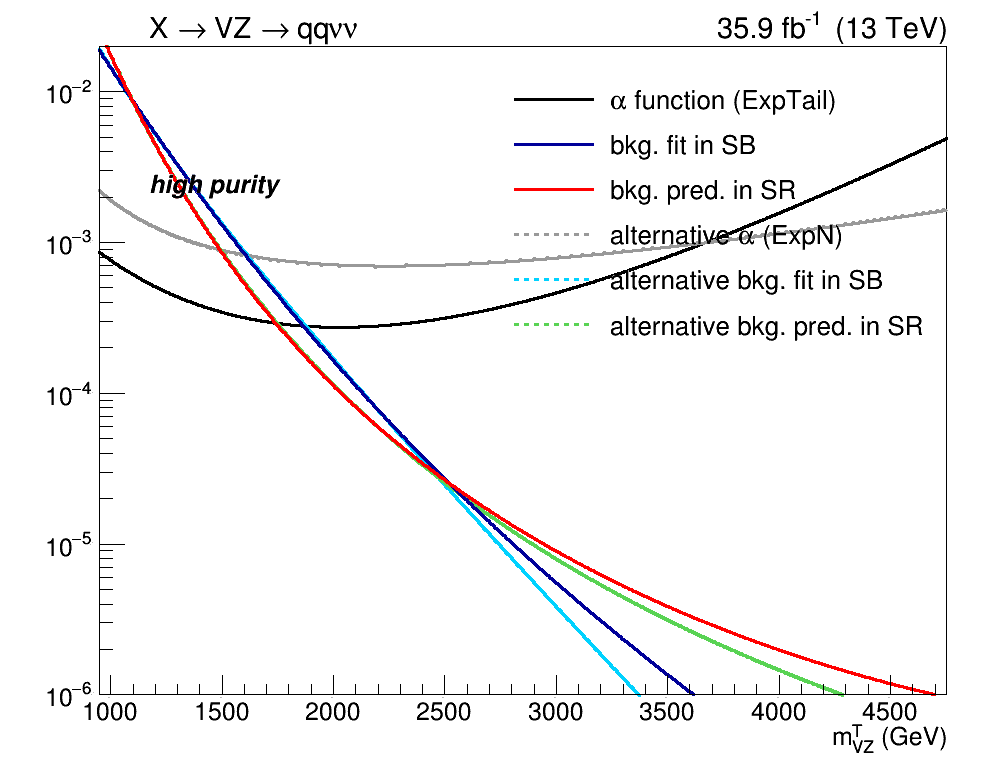 X → VZ → qqνν
35.9 fb⁻¹ (13 TeV)
10⁻²
10⁻³
10⁻⁴
10⁻⁵
10⁻⁶
high purity
α function (ExpTail)
bkg. fit in SB
bkg. pred. in SR
alternative α (ExpN)
alternative bkg. fit in SB
alternative bkg. pred. in SR
1000 1500 2000 2500 3000 3500 4000 4500
m^T_VZ (GeV)